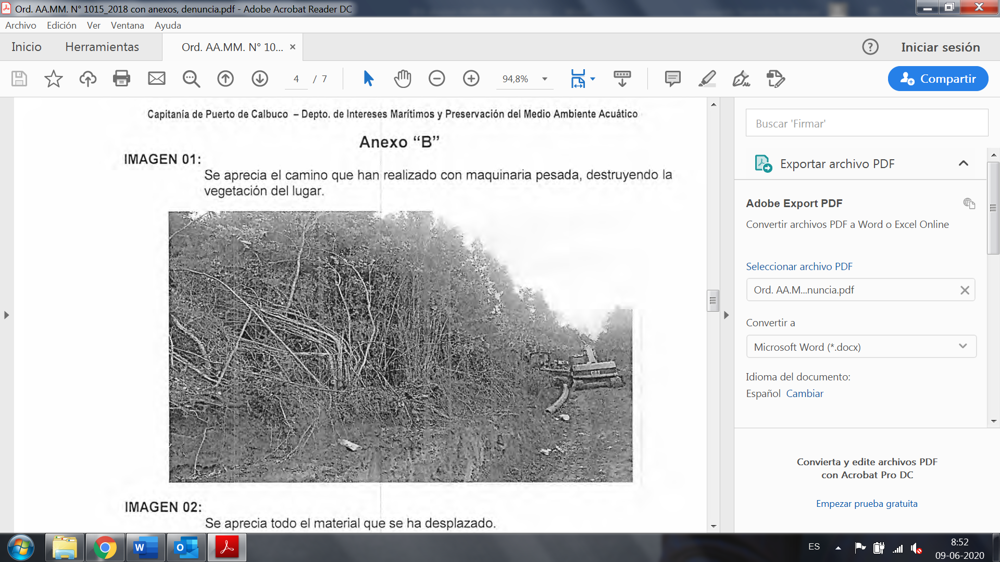 Ord. AA.MM. N° 1015_2018 con anexos, denuncia.pdf - Adobe Acrobat Reader DC
Archivo Edición Ver Ventana Ayuda
Inicio Herramientas Ord. AA.MM. N° 10... Iniciar sesión
4 / 7 94,8% Compartir
Capitanía de Puerto de Calbuco – Depto. de Intereses Marítimos y Preservación del Medio Ambiente Acuático
Anexo “B”
IMAGEN 01:
Se aprecia el camino que han realizado con maquinaria pesada, destruyendo la
vegetación del lugar.
CAT
IMAGEN 02:
Se aprecia todo el material que se ha desplazado.
Buscar 'Firmar'
Exportar archivo PDF
Adobe Export PDF
Convertir archivos PDF a Word o Excel Online
Seleccionar archivo PDF
Ord. AA.M...nuncia.pdf
Convertir a
Microsoft Word (*.docx)
Idioma del documento:
Español Cambiar
Convierta y edite archivos PDF
con Acrobat Pro DC
Empezar prueba gratuita
ES
8:52
09-06-2020